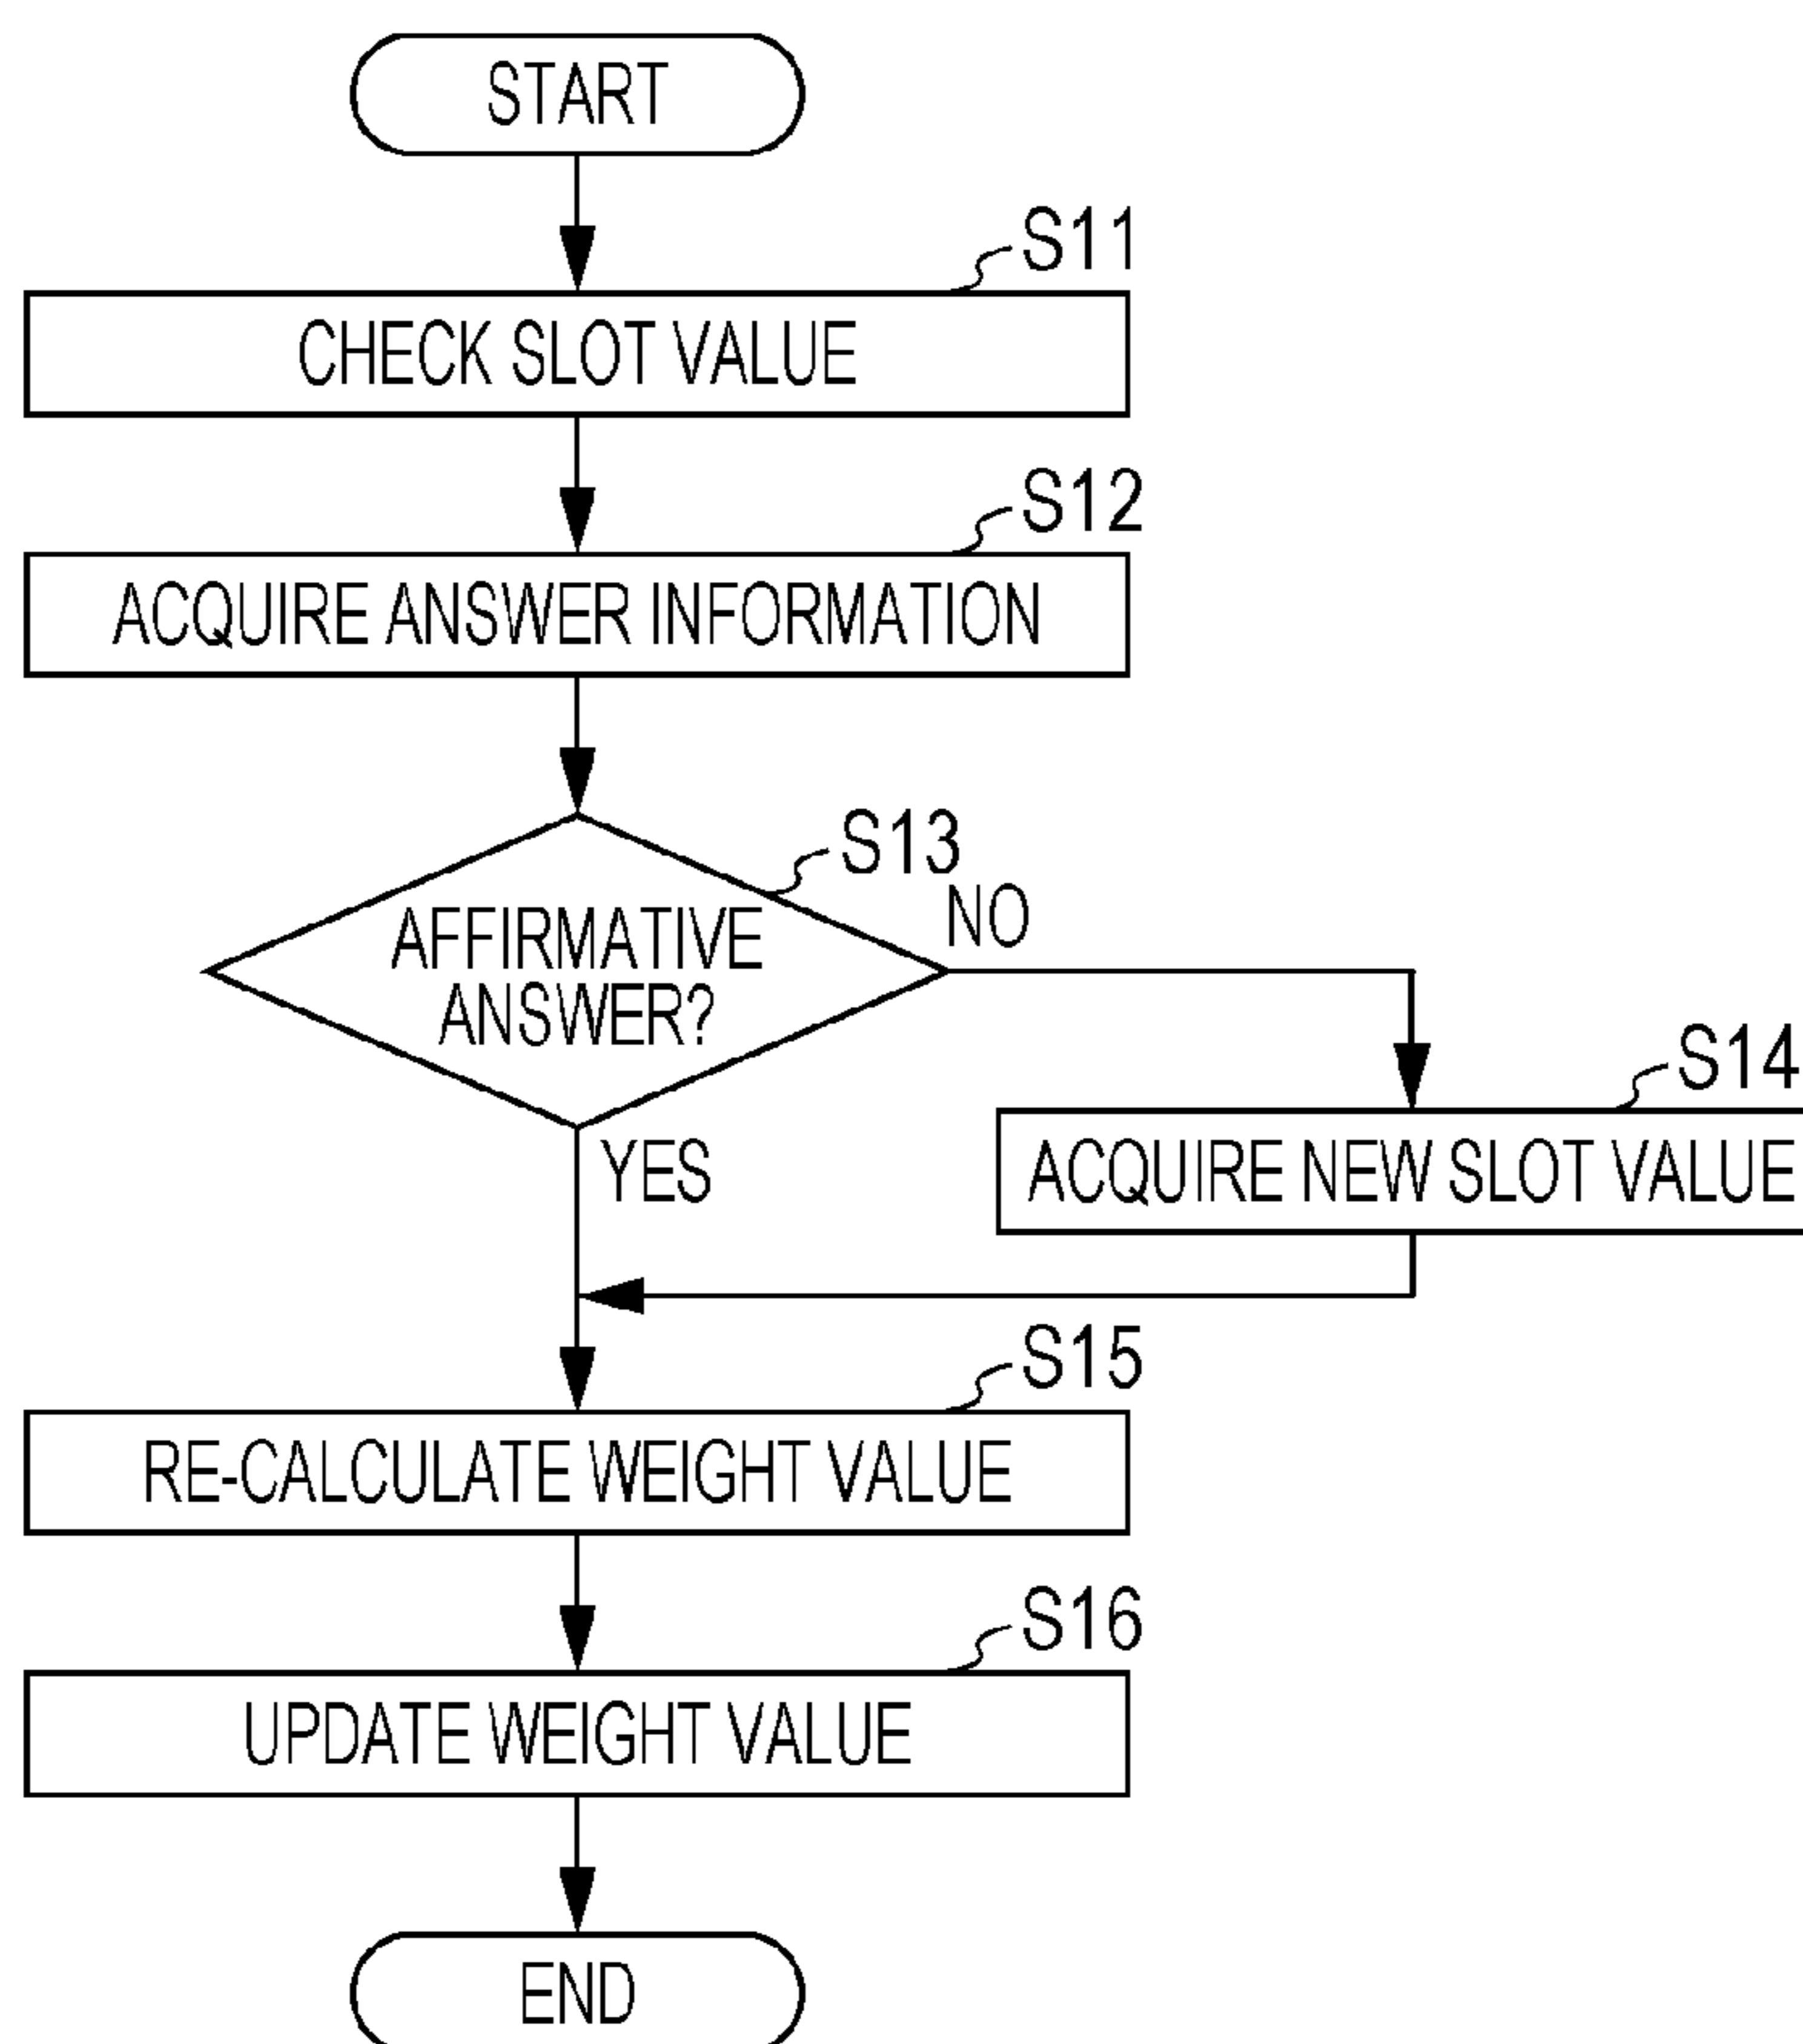 START
S11
CHECK SLOT VALUE
S12
ACQUIRE ANSWER INFORMATION
S13
AFFIRMATIVE
ANSWER?
NO
YES
S14
ACQUIRE NEW SLOT VALUE
S15
RE-CALCULATE WEIGHT VALUE
S16
UPDATE WEIGHT VALUE
END